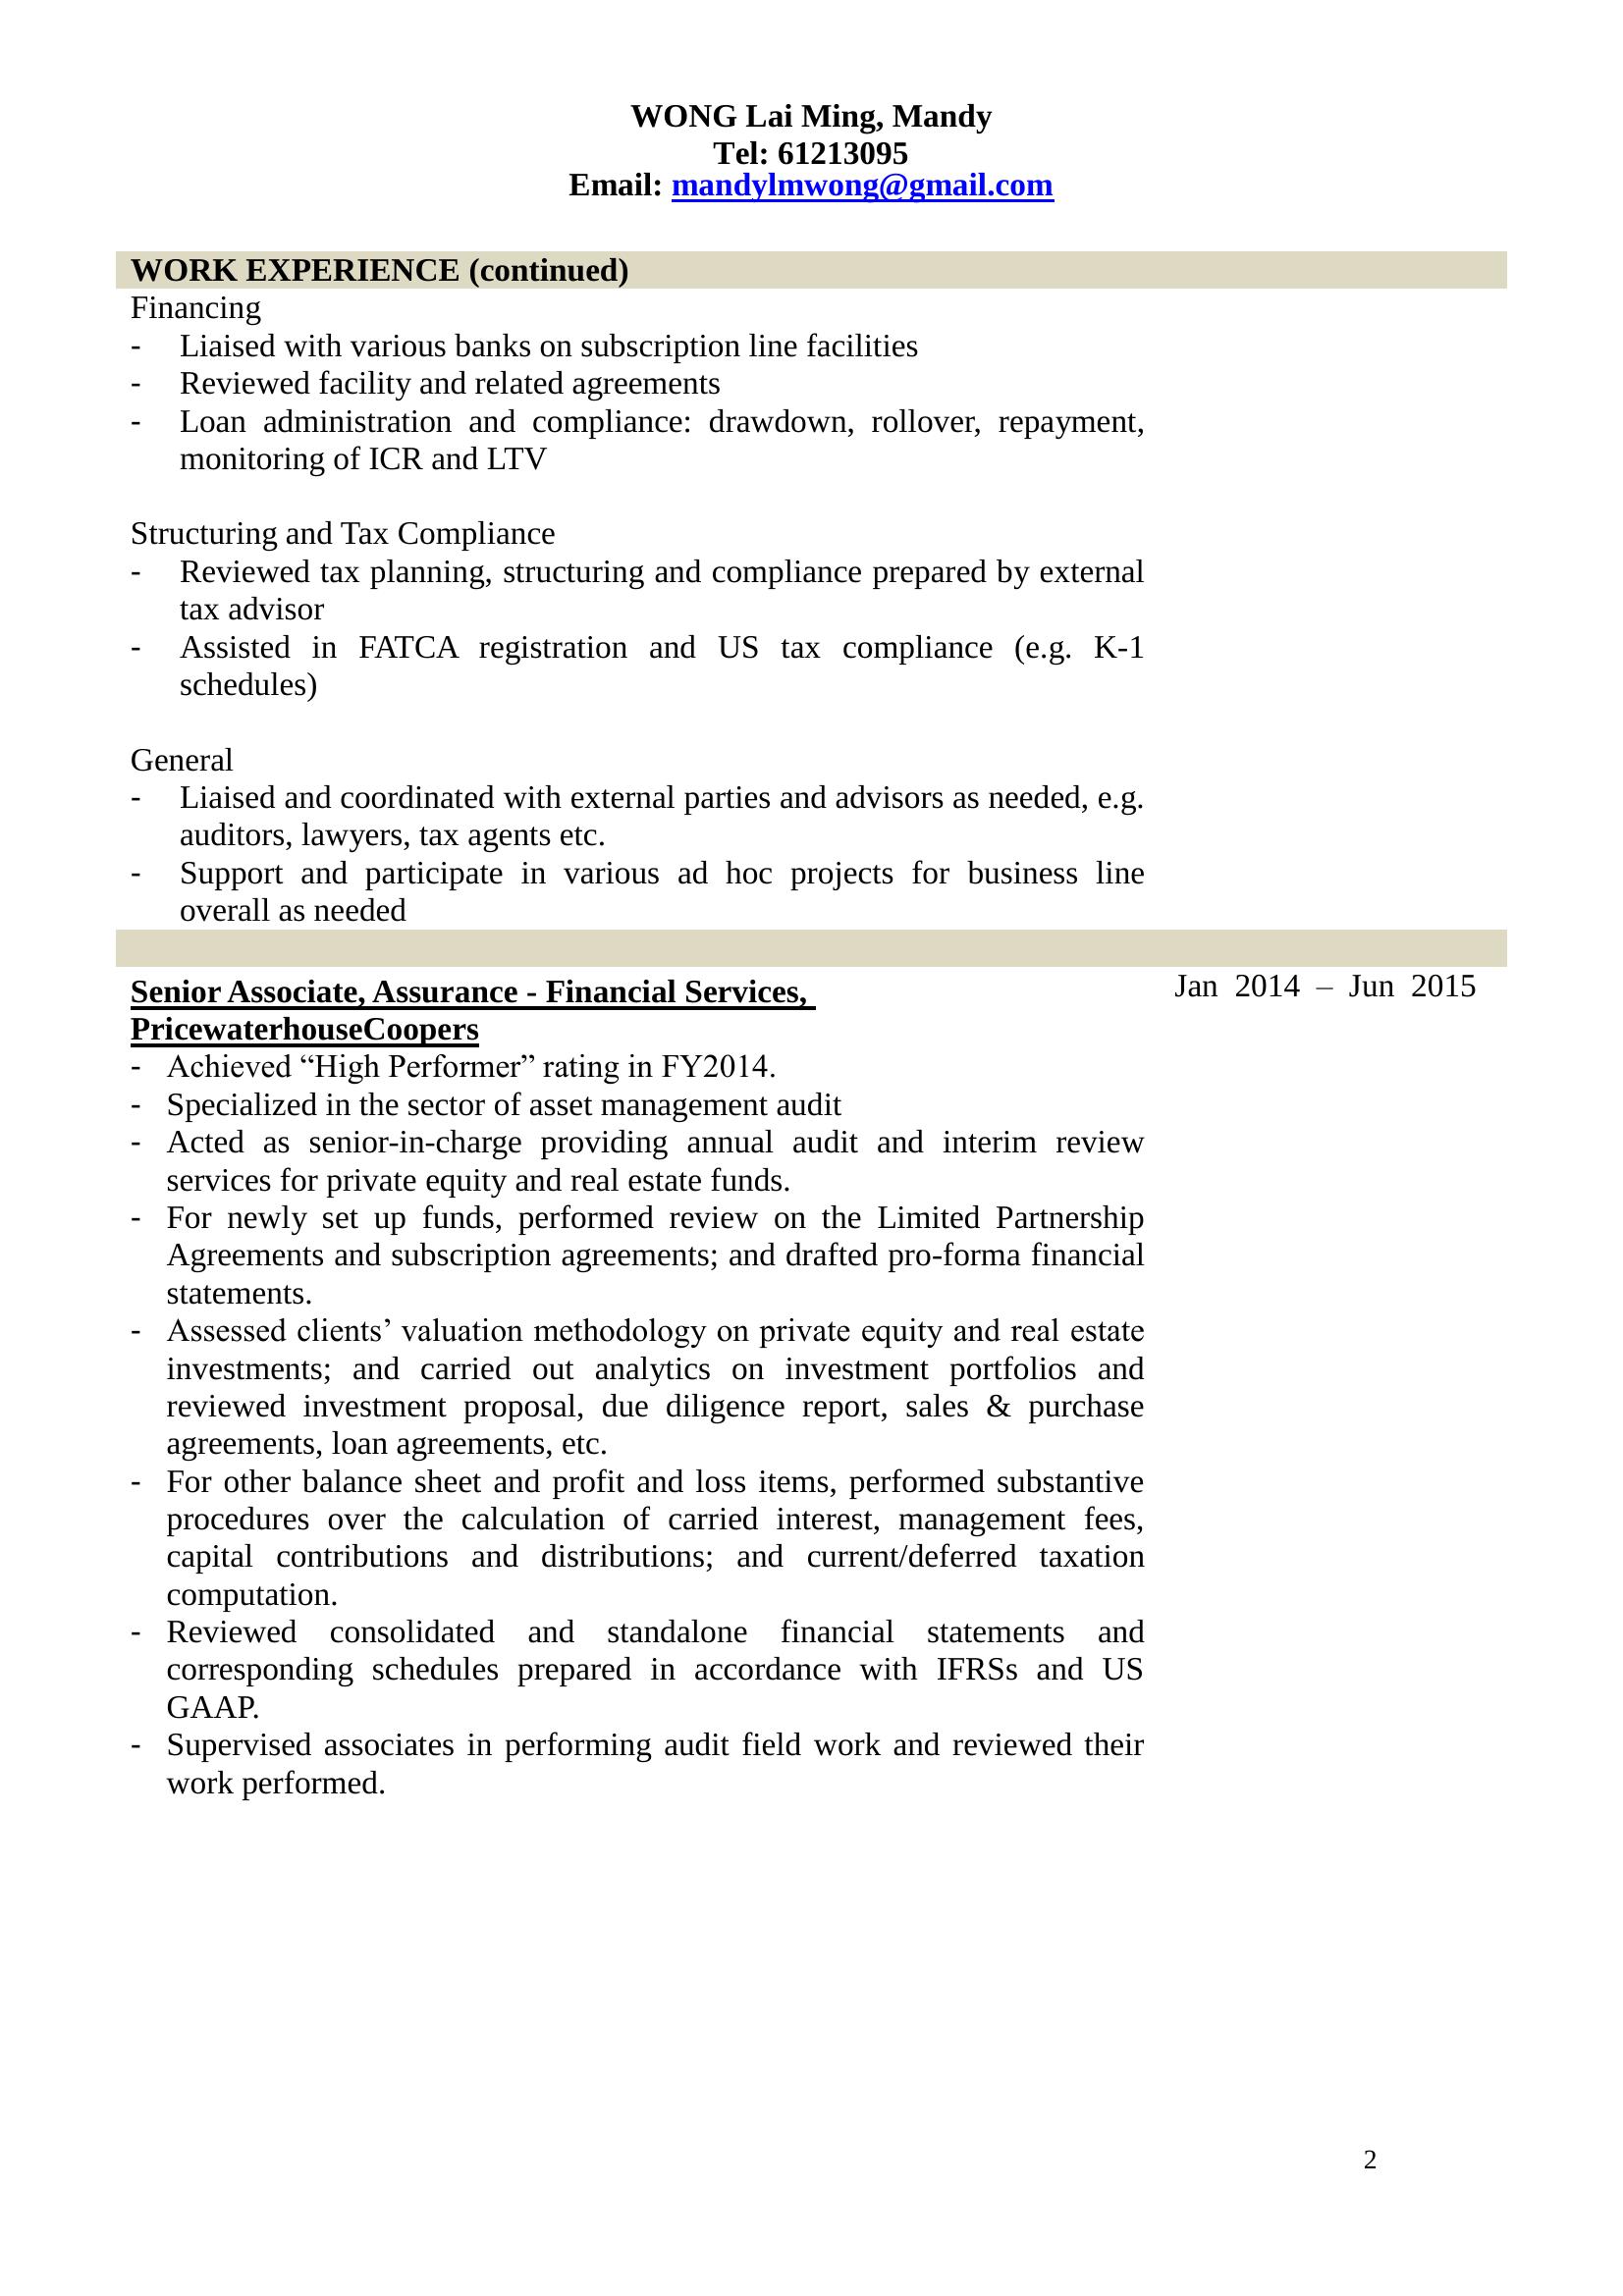 WONG Lai Ming, Mandy
Tel: 61213095
Email: mandylmwong@gmail.com
WORK EXPERIENCE (continued)
Financing
- Liaised with various banks on subscription line facilities
- Reviewed facility and related agreements
- Loan administration and compliance: drawdown, rollover, repayment,
monitoring of ICR and LTV
Structuring and Tax Compliance
- Reviewed tax planning, structuring and compliance prepared by external
tax advisor
- Assisted in FATCA registration and US tax compliance (e.g. K-1
schedules)
General
- Liaised and coordinated with external parties and advisors as needed, e.g.
auditors, lawyers, tax agents etc.
- Support and participate in various ad hoc projects for business line
overall as needed
Senior Associate, Assurance - Financial Services,
PricewaterhouseCoopers
Jan 2014 – Jun 2015
- Achieved “High Performer” rating in FY2014.
- Specialized in the sector of asset management audit
- Acted as senior-in-charge providing annual audit and interim review
services for private equity and real estate funds.
- For newly set up funds, performed review on the Limited Partnership
Agreements and subscription agreements; and drafted pro-forma financial
statements.
- Assessed clients’ valuation methodology on private equity and real estate
investments; and carried out analytics on investment portfolios and
reviewed investment proposal, due diligence report, sales & purchase
agreements, loan agreements, etc.
- For other balance sheet and profit and loss items, performed substantive
procedures over the calculation of carried interest, management fees,
capital contributions and distributions; and current/deferred taxation
computation.
- Reviewed consolidated and standalone financial statements and
corresponding schedules prepared in accordance with IFRSs and US
GAAP.
- Supervised associates in performing audit field work and reviewed their
work performed.
2